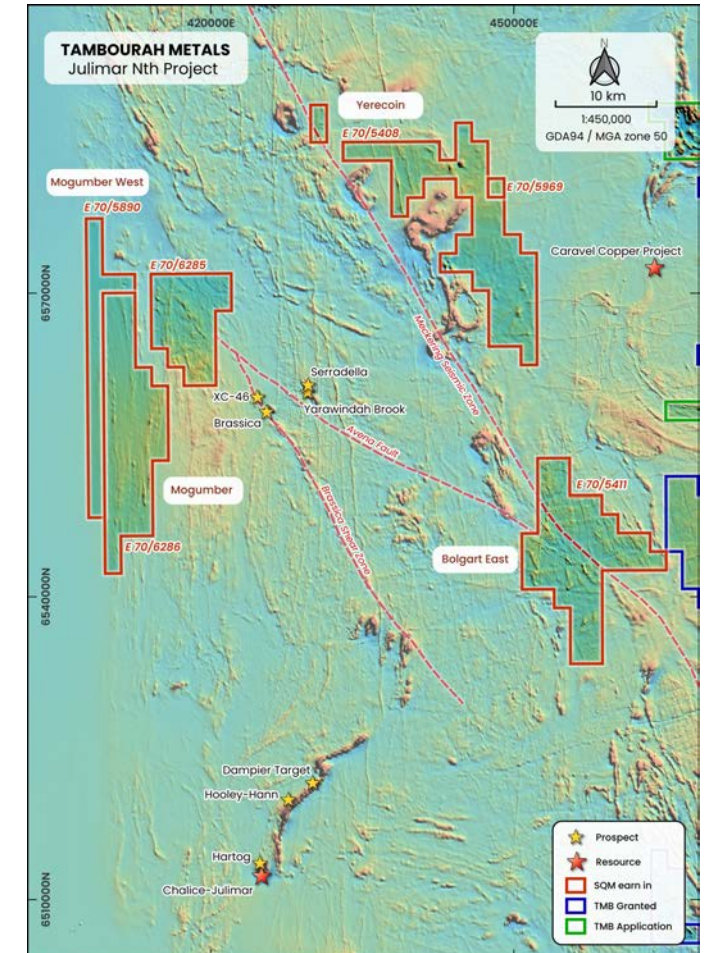 420000E
450000E
TAMBOURAH METALS
Julimar Nth Project
N
10 km
1:450,000
GDA94 / MGA zone 50
Yerecoin
E 70/5408
E 70/5969
Mogumber West
E 70/5890
E 70/6285
Caravel Copper Project
6570000N
Meckering Seismic Zone
Serradella
XC-46
Yarawindah Brook
Brassica
Avena Fault
Mogumber
E 70/5411
Brassica Shear Zone
E 70/6286
Bolgart East
6540000N
Dampier Target
Hooley-Hann
Hartog
Chalice-Julimar
6510000N
Prospect
Resource
SQM earn in
TMB Granted
TMB Application